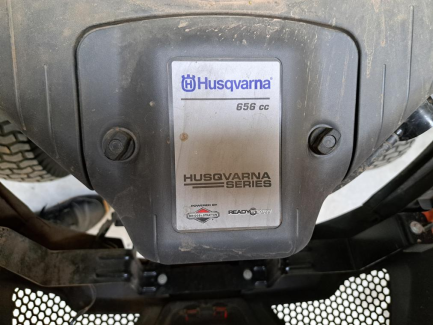 Husqvarna
656 cc
HUSQVARNA
SERIES
READY